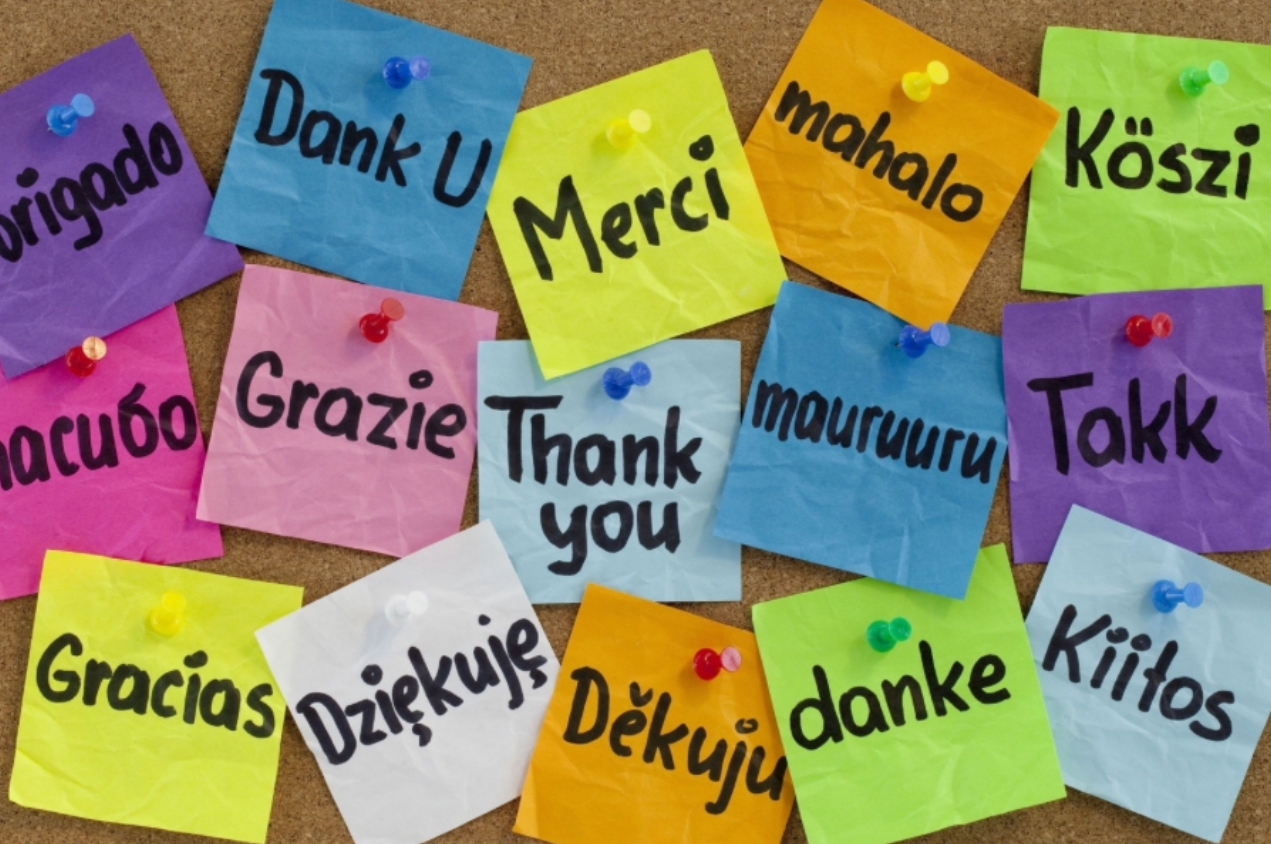 brigado
Dank U
Merci
mahalo
Köszi
пасибо
Grazie
Thank
you
mauruuru
Takk
Gracias
Dziękuję
Děkuju
danke
Kiitos